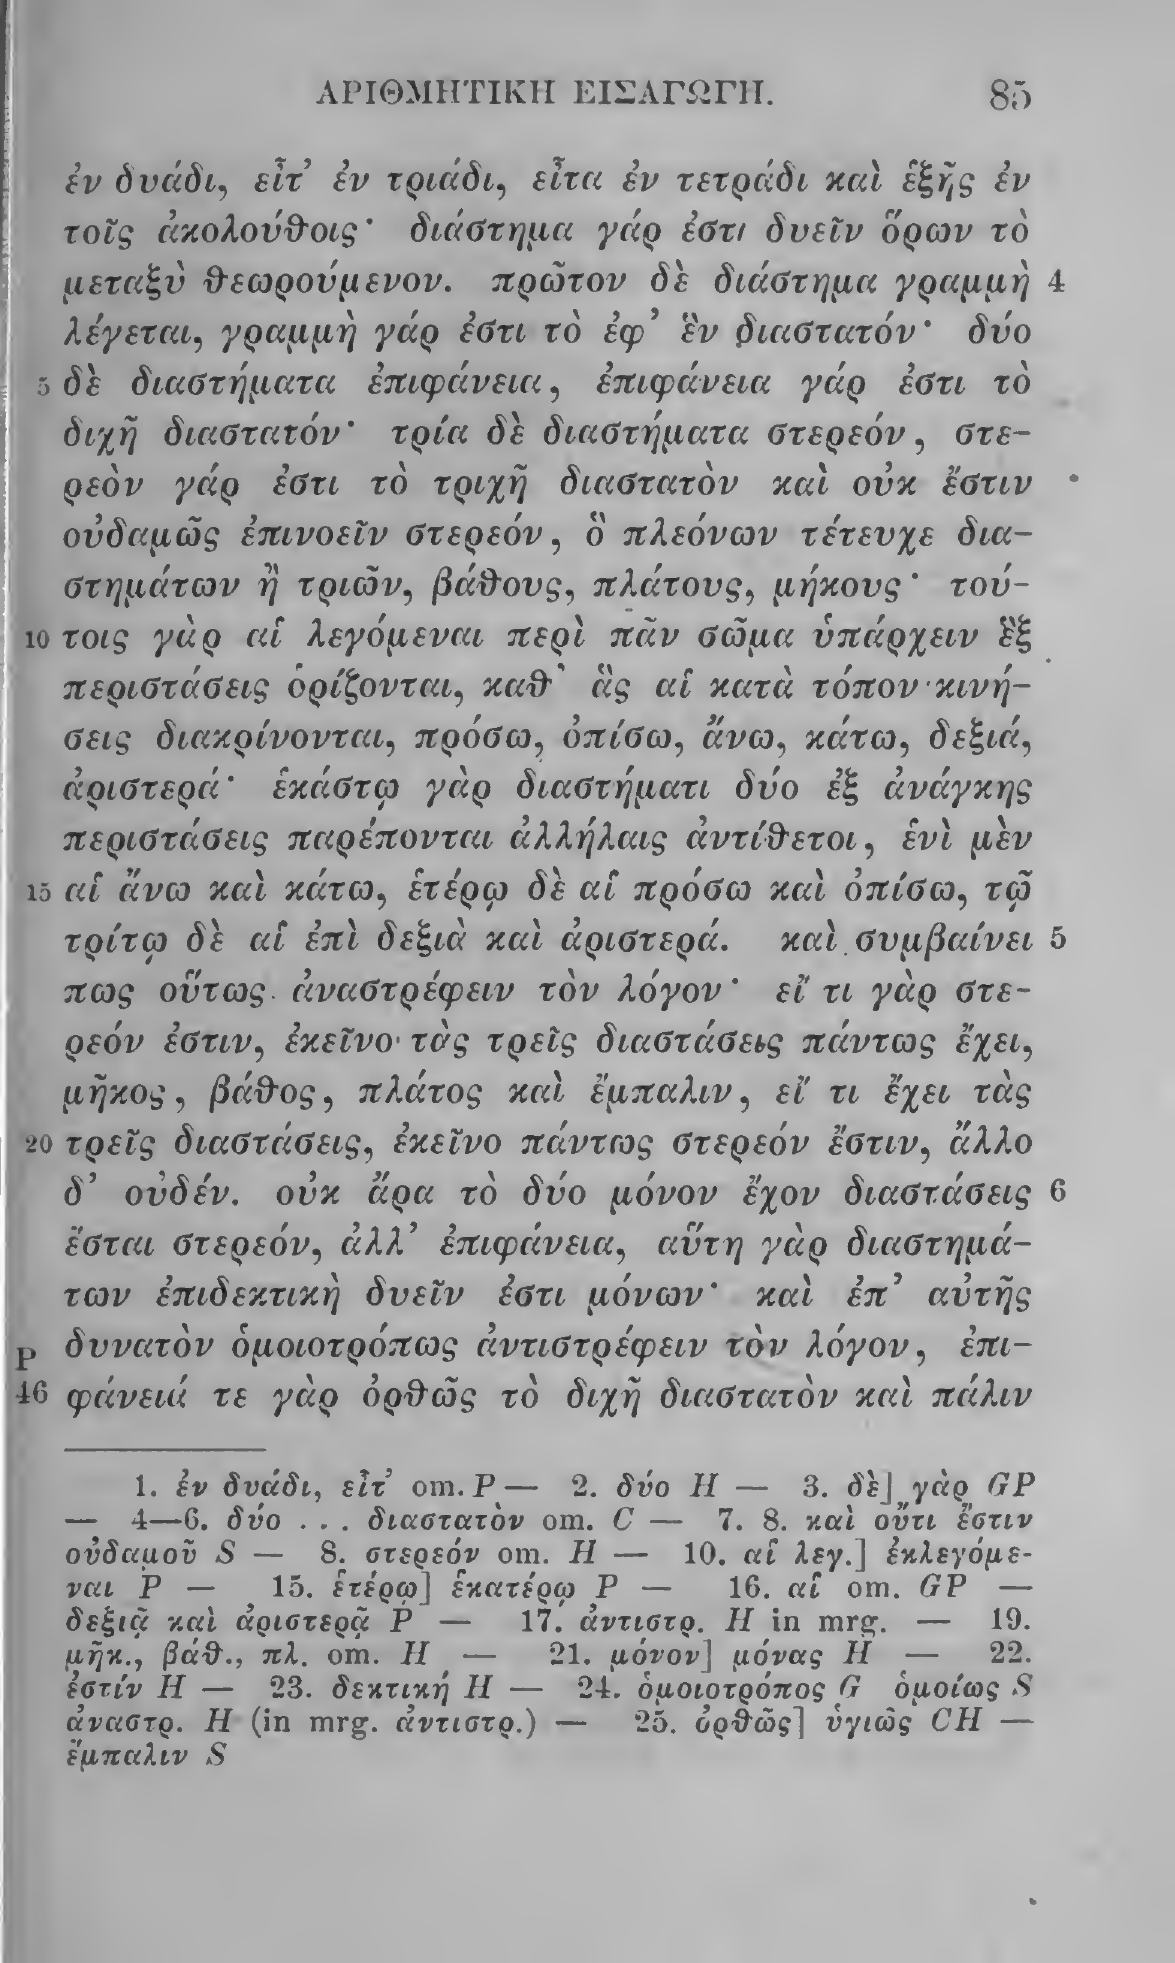 ΑΡΙΘΜΗΤΙΚΗ ΕΙΣΑΓΩΓΗ. 85
ἐν δυάδι, εἶτ’ ἐν τριάδι, εἶτα ἐν τετράδι καὶ ἑξῆς ἐν
τοῖς ἀκολούθοις· διάστημα γάρ ἐστι δυεῖν ὅρων τὸ
μεταξὺ θεωρούμενον. πρῶτον δὲ διάστημα γραμμὴ 4
λέγεται, γραμμὴ γάρ ἐστι τὸ ἐφ’ ἓν διαστατόν· δύο
5 δὲ διαστήματα ἐπιφάνεια, ἐπιφάνεια γάρ ἐστι τὸ
διχῆ διαστατόν· τρία δὲ διαστήματα στερεόν, στε-
ρεὸν γάρ ἐστι τὸ τριχῆ διαστατὸν καὶ οὐκ ἔστιν
οὐδαμῶς ἐπινοεῖν στερεόν, ὃ πλεόνων τέτευχε δια-
στημάτων ἢ τριῶν, βάθους, πλάτους, μήκους· τού-
10 τοις γὰρ αἱ λεγόμεναι περὶ πᾶν σῶμα ὑπάρχειν ἓξ
περιστάσεις ὁρίζονται, καθ’ ἃς αἱ κατὰ τόπον κινή-
σεις διακρίνονται, πρόσω, ὀπίσω, ἄνω, κάτω, δεξιά,
ἀριστερά· ἑκάστῳ γὰρ διαστήματι δύο ἐξ ἀνάγκης
περιστάσεις παρέπονται ἀλλήλαις ἀντίθετοι, ἑνὶ μὲν
15 αἱ ἄνω καὶ κάτω, ἑτέρῳ δὲ αἱ πρόσω καὶ ὀπίσω, τῷ
τρίτῳ δὲ αἱ ἐπὶ δεξιὰ καὶ ἀριστερά. καὶ συμβαίνει 5
πως οὕτως ἀναστρέφειν τὸν λόγον· εἴ τι γὰρ στε-
ρεόν ἐστιν, ἐκεῖνο τὰς τρεῖς διαστάσεις πάντως ἔχει,
μῆκος, βάθος, πλάτος καὶ ἔμπαλιν, εἴ τι ἔχει τὰς
20 τρεῖς διαστάσεις, ἐκεῖνο πάντως στερεόν ἔστιν, ἄλλο
δ’ οὐδέν. οὐκ ἄρα τὸ δύο μόνον ἔχον διαστάσεις 6
ἔσται στερεόν, ἀλλ’ ἐπιφάνεια, αὕτη γὰρ διαστημά-
των ἐπιδεκτικὴ δυεῖν ἐστι μόνων· καὶ ἐπ’ αὐτῆς
P δυνατὸν ὁμοιοτρόπως ἀντιστρέφειν τὸν λόγον, ἐπι-
46 φάνειά τε γὰρ ὀρθῶς τὸ διχῆ διαστατὸν καὶ πάλιν
1. ἐν δυάδι, εἶτ’ om. P — 2. δύο H — 3. δὲ] γὰρ GP
— 4—6. δύο . . . διαστατὸν om. C — 7. 8. καὶ οὔτι ἔστιν
οὐδαμοῦ S — 8. στερεόν om. H — 10. αἱ λεγ.] ἐκλεγόμε-
ναι P — 15. ἑτέρῳ] ἑκατέρῳ P — 16. αἱ om. GP —
δεξιᾷ καὶ ἀριστερᾷ P — 17. ἀντιστρ. H in mrg. — 19.
μῆκ., βάθ., πλ. om. H — 21. μόνον] μόνας H — 22.
ἐστίν H — 23. δεκτική H — 24. ὁμοιοτρόπος G ὁμοίως S
ἀναστρ. H (in mrg. ἀντιστρ.) — 25. ὀρθῶς] ὑγιῶς CH —
ἔμπαλιν S